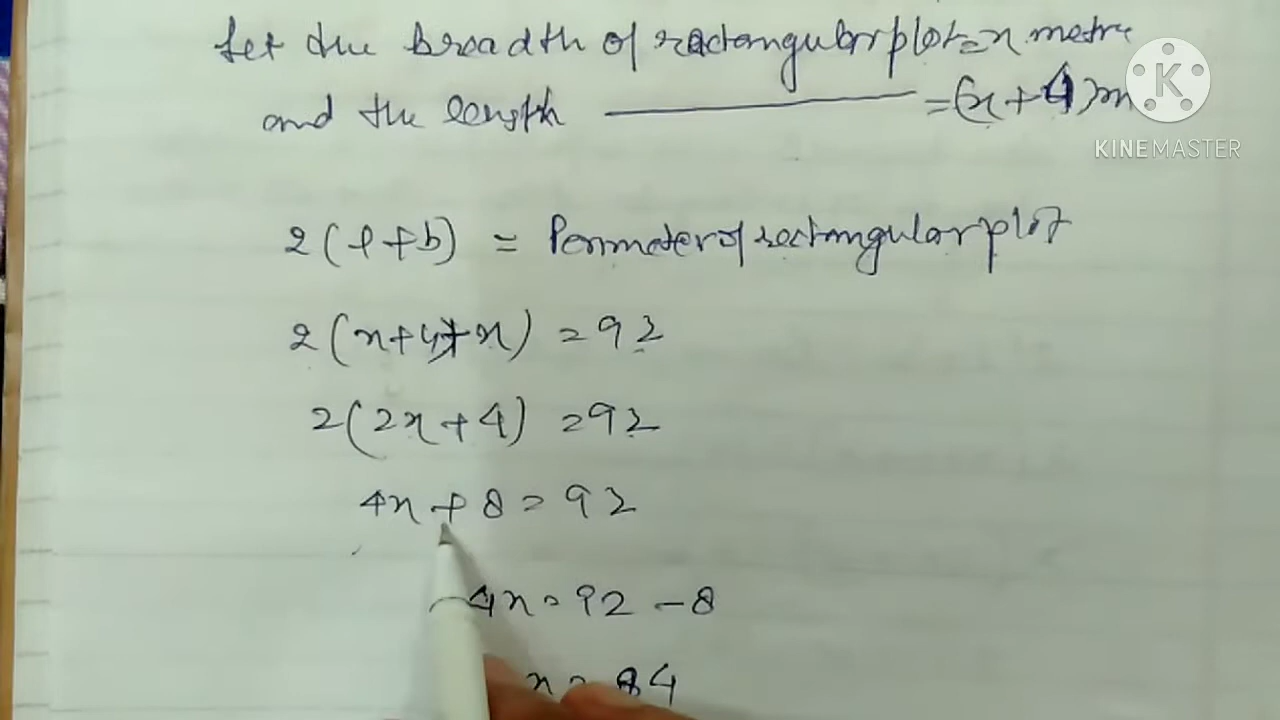 Let the breadth of rectangular plot = x metre
and the length ——— = (x + 4) m
K
KINEMASTER
2(l + b) = Perimeter of rectangular plot
2(x + 4 + x) = 92
2(2x + 4) = 92
4x + 8 = 92
4x = 92 - 8
x = 84